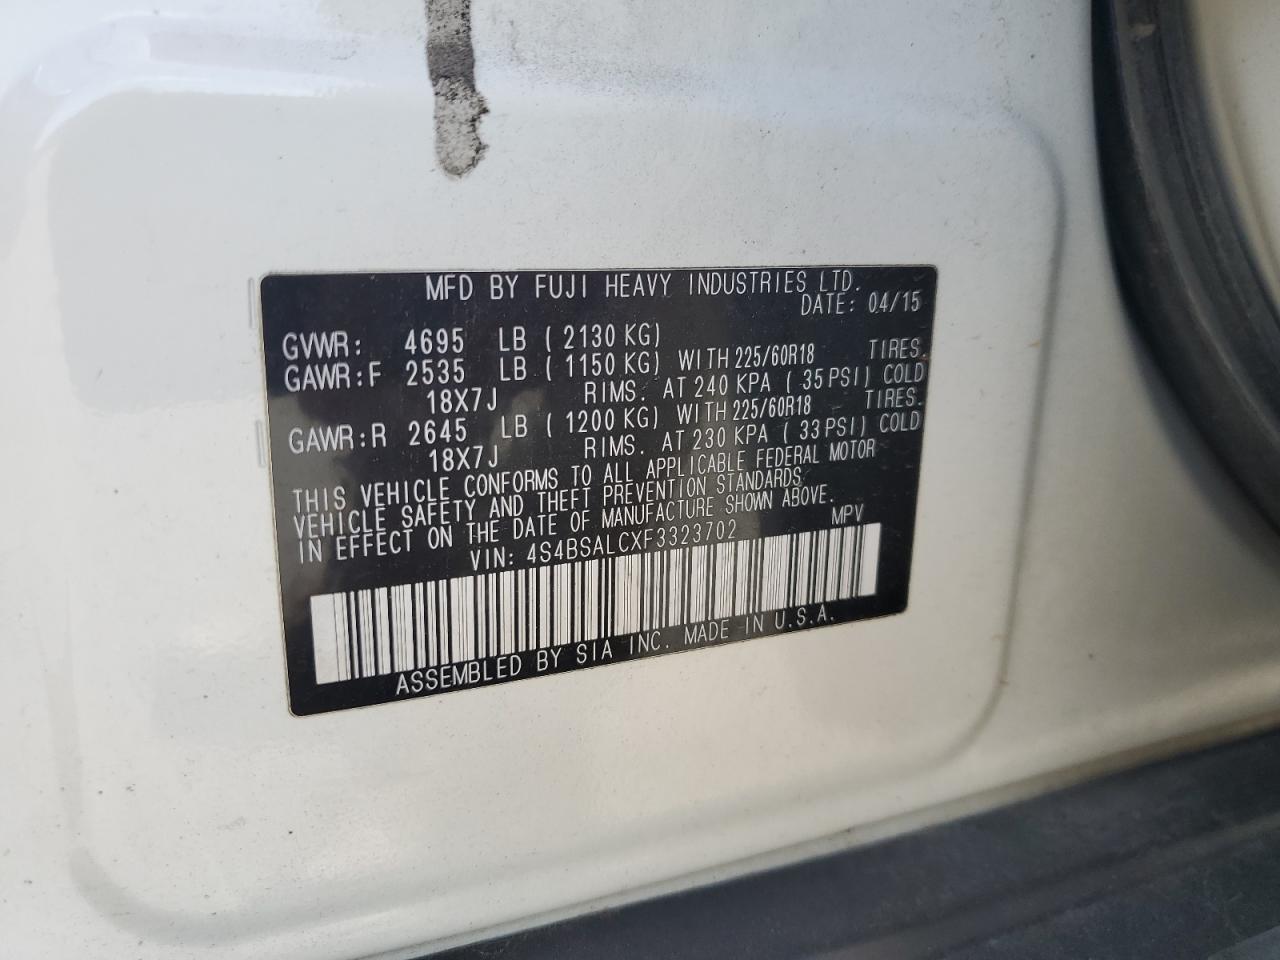 MFD BY FUJI HEAVY INDUSTRIES LTD.
DATE: 04/15
GVWR: 4695 LB ( 2130 KG)
GAWR:F 2535 LB ( 1150 KG) WITH 225/60R18 TIRES.
18X7J RIMS. AT 240 KPA ( 35 PSI) COLD
GAWR:R 2645 LB ( 1200 KG) WITH 225/60R18 TIRES.
18X7J RIMS. AT 230 KPA ( 33 PSI) COLD
THIS VEHICLE CONFORMS TO ALL APPLICABLE FEDERAL MOTOR
VEHICLE SAFETY AND THEFT PREVENTION STANDARDS
IN EFFECT ON THE DATE OF MANUFACTURE SHOWN ABOVE.
VIN: 4S4BSALCXF3323702 MPV
ASSEMBLED BY SIA INC. MADE IN U.S.A.